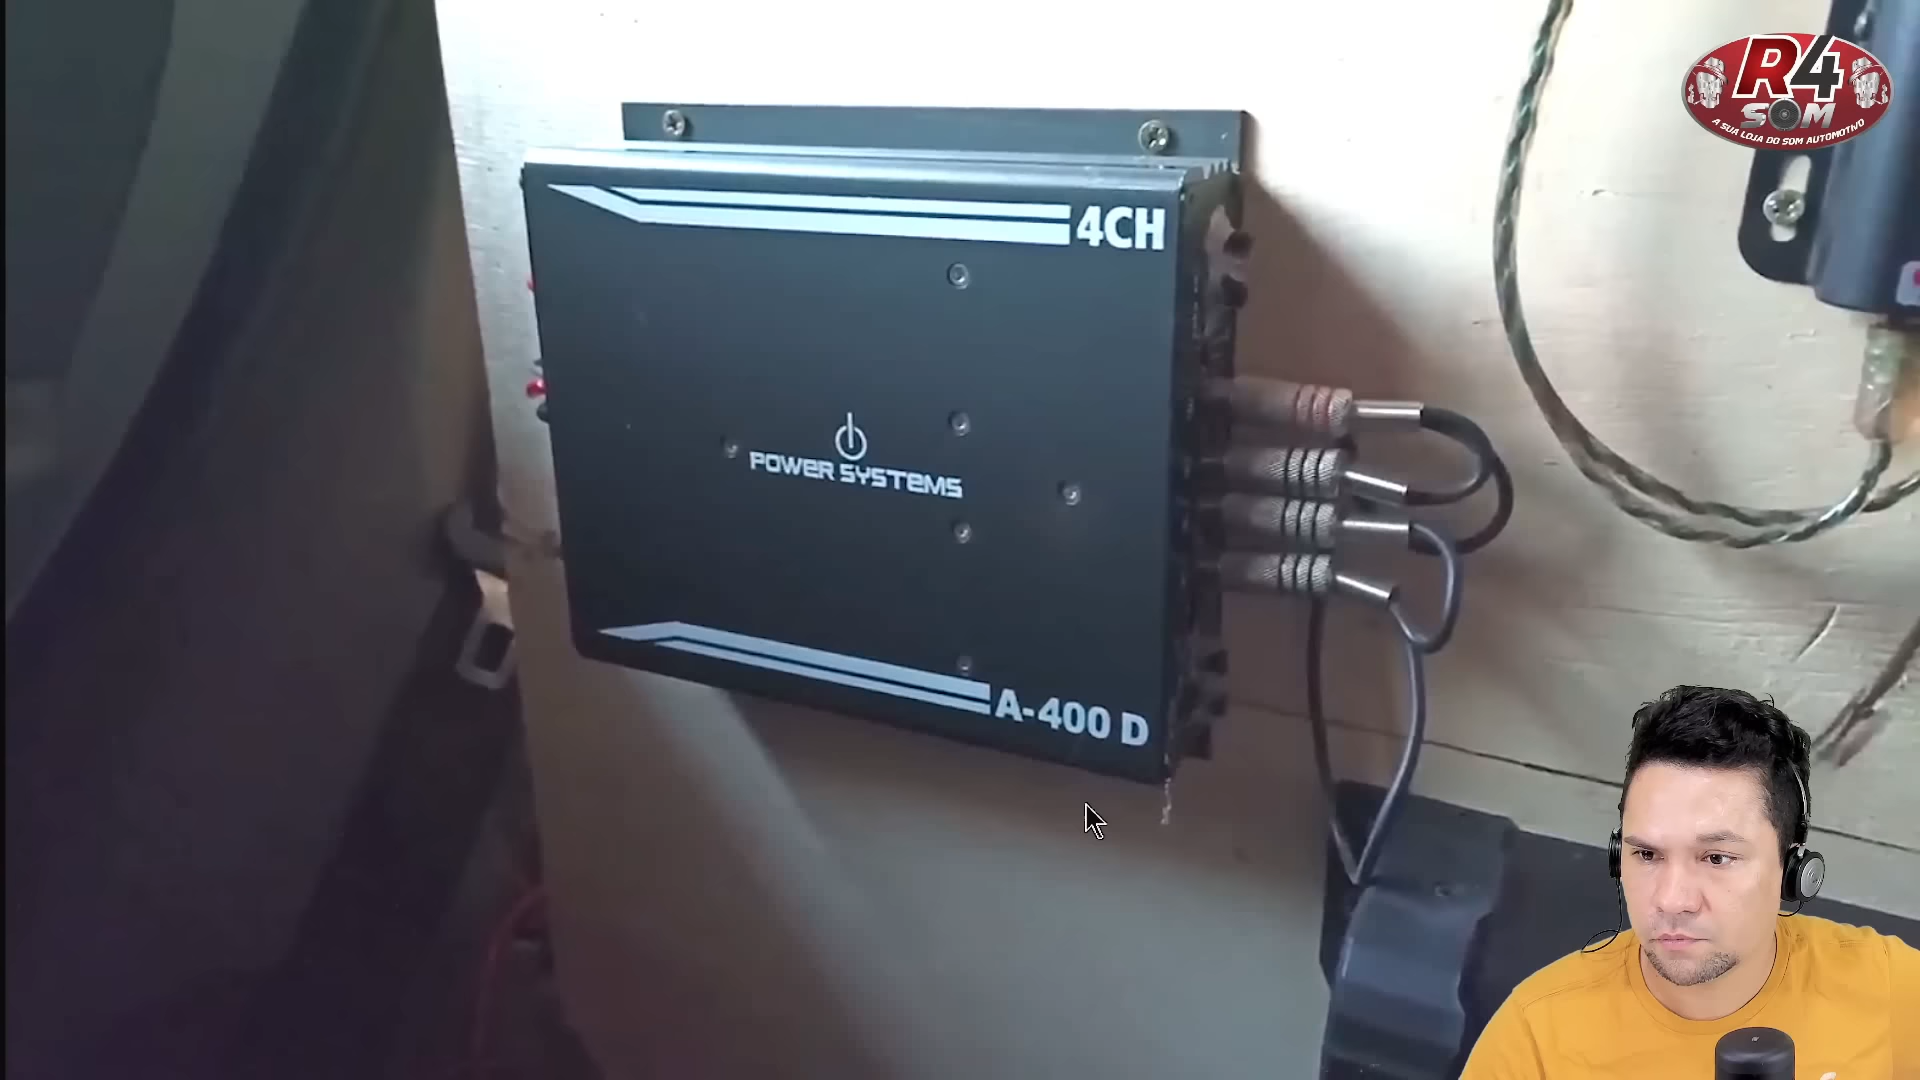 R4
SOM
A SUA LOJA DO SOM AUTOMOTIVO
4CH
POWER SYSTEMS
A-400 D